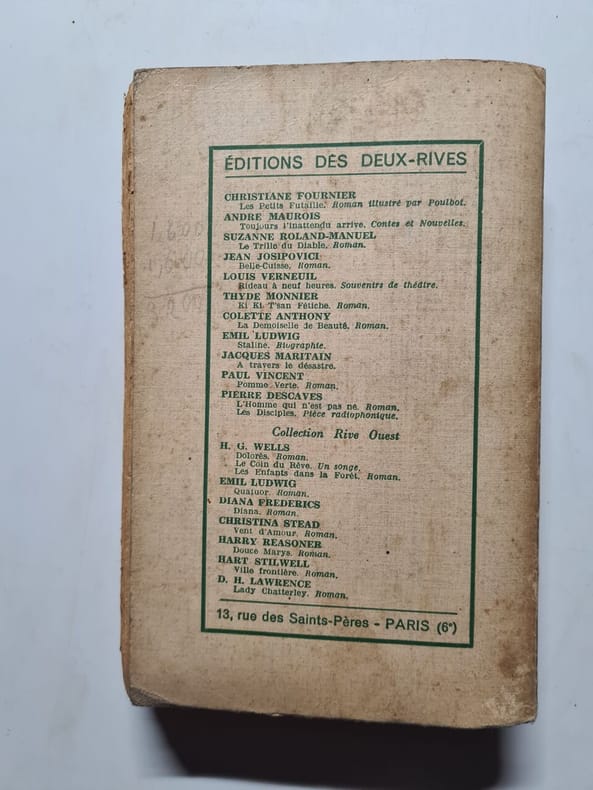 ÉDITIONS DES DEUX-RIVES
CHRISTIANE FOURNIER
Les Petits Futaille. Roman illustré par Poulbot.
ANDRE MAUROIS
Toujours l'inattendu arrive. Contes et Nouvelles.
SUZANNE ROLAND-MANUEL
Le Trille du Diable. Roman.
JEAN JOSIPOVICI
Belle-Cuisse. Roman.
LOUIS VERNEUIL
Rideau à neuf heures. Souvenirs de théâtre.
THYDE MONNIER
Ki Ki T'san Fétiche. Roman.
COLETTE ANTHONY
La Demoiselle de Beauté. Roman.
EMIL LUDWIG
Staline. Biographie.
JACQUES MARITAIN
A travers le désastre.
PAUL VINCENT
Pomme Verte. Roman.
PIERRE DESCAVES
L'Homme qui n'est pas né. Roman.
Les Disciples. Pièce radiophonique.
Collection Rive Ouest
H. G. WELLS
Dolorès. Roman.
Le Coin du Rêve. Un songe.
Les Enfants dans la Forêt. Roman.
EMIL LUDWIG
Quatuor. Roman.
DIANA FREDERICS
Diana. Roman.
CHRISTINA STEAD
Vent d'Amour. Roman.
HARRY REASONER
Douce Marys. Roman.
HART STILWELL
Ville frontière. Roman.
D. H. LAWRENCE
Lady Chatterley. Roman.
13, rue des Saints-Pères - PARIS (6e)